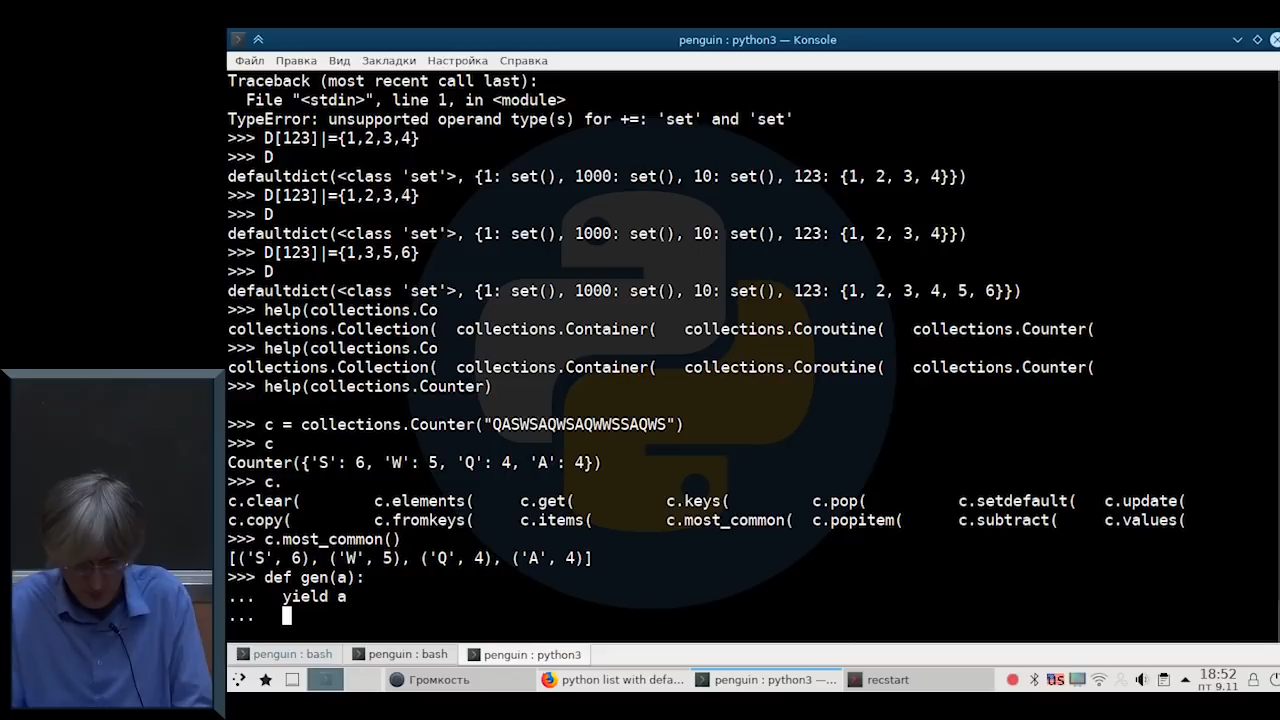 penguin : python3 — Konsole
Файл Правка Вид Закладки Настройка Справка
Traceback (most recent call last):
  File "<stdin>", line 1, in <module>
TypeError: unsupported operand type(s) for +=: 'set' and 'set'
>>> D[123]|={1,2,3,4}
>>> D
defaultdict(<class 'set'>, {1: set(), 1000: set(), 10: set(), 123: {1, 2, 3, 4}})
>>> D[123]|={1,2,3,4}
>>> D
defaultdict(<class 'set'>, {1: set(), 1000: set(), 10: set(), 123: {1, 2, 3, 4}})
>>> D[123]|={1,3,5,6}
>>> D
defaultdict(<class 'set'>, {1: set(), 1000: set(), 10: set(), 123: {1, 2, 3, 4, 5, 6}})
>>> help(collections.Co
collections.Collection(  collections.Container(   collections.Coroutine(   collections.Counter(
>>> help(collections.Co
collections.Collection(  collections.Container(   collections.Coroutine(   collections.Counter(
>>> help(collections.Counter)
>>> c = collections.Counter("QASWSAQWSAQWWSSAQWS")
>>> c
Counter({'S': 6, 'W': 5, 'Q': 4, 'A': 4})
>>> c.
c.clear(        c.elements(     c.get(          c.keys(         c.pop(          c.setdefault(   c.update(
c.copy(         c.fromkeys(     c.items(        c.most_common(  c.popitem(      c.subtract(     c.values(
>>> c.most_common()
[('S', 6), ('W', 5), ('Q', 4), ('A', 4)]
>>> def gen(a):
...   yield a
...
penguin : bash penguin : bash penguin : python3
Громкость python list with defa... penguin : python3 —... recstart us 18:52
пт 9.11